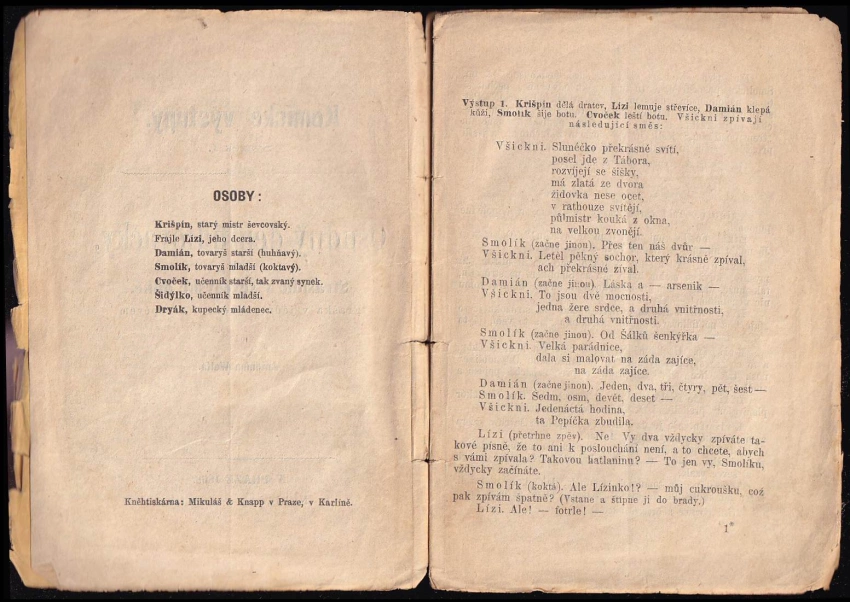 OSOBY:
Krišpín, starý mistr ševcovský.
Frajle Lízi, jeho dcera.
Damián, tovaryš starší (huhňavý).
Smolík, tovaryš mladší (koktavý).
Cvoček, učenník starší, tak zvaný synek.
Šidýlko, učenník mladší.
Dryák, kupecký mládenec.
Kněhtiskárna: Mikuláš & Knapp v Praze, v Karlíně.
Výstup 1. Krišpín dělá dratev, Lízi lemuje střevíce, Damián klepá
kůži, Smolík šije botu. Cvoček leští botu. Všickni zpívají
následující směs:
Všickni. Slunéčko překrásné svítí,
posel jde z Tábora,
rozvíjejí se šišky,
má zlatá ze dvora
židovka nese ocet,
v rathouze svítějí,
půlmistr kouká z okna,
na velkou zvonějí.
Smolík (začne jinou). Přes ten náš dvůr —
Všickni. Letěl pěkný sochor, který krásně zpíval,
ach překrásně zíval.
Damián (začne jinou). Láska a — arsenik —
Všickni. To jsou dvě mocnosti,
jedna žere srdce, a druhá vnitřnosti,
a druhá vnitřnosti.
Smolík (začne jinou). Od Šálků šenkýřka —
Všickni. Velká parádnice,
dala si malovat na záda zajíce,
na záda zajíce.
Damián (začne jinou). Jeden, dva, tři, čtyry, pět, šest —
Smolík. Sedm, osm, devět, deset —
Všickni. Jedenáctá hodina,
ta Pepíčka zbudila.
Lízi (přetrhne zpěv). Ne! Vy dva vždycky zpíváte ta-
kové písně, že to ani k poslouchání není, a to chcete, abych
s vámi zpívala? Takovou hatlaninu? — To jen vy, Smolíku,
vždycky začínáte.
Smolík (koktá). Ale Lízinko!? — můj cukroušku, což
pak zpívám špatně? (Vstane a štípne ji do brady.)
Lízi. Ale! — fotrle! —
1*